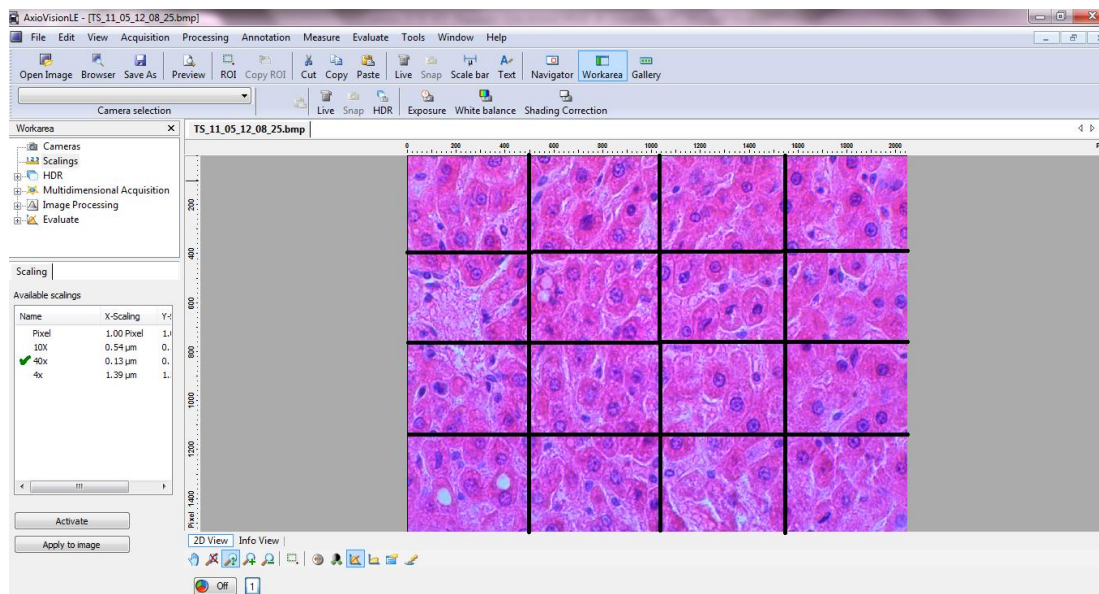 AxioVisionLE - [TS_11_05_12_08_25.bmp]
File Edit View Acquisition Processing Annotation Measure Evaluate Tools Window Help
Open Image Browser Save As Preview ROI Copy ROI Cut Copy Paste Live Snap Scale bar Text Navigator Workarea Gallery
Camera selection Live Snap HDR Exposure White balance Shading Correction
Workarea
TS_11_05_12_08_25.bmp
Cameras
Scalings
HDR
Multidimensional Acquisition
Image Processing
Evaluate
0 200 400 600 800 1000 1200 1400 1600 1800 2000
200
400
600
800
1000
1200
1400
Pixel
Scaling
Available scalings
Name X-Scaling Y-
Pixel 1.00 Pixel 1.
10X 0.54 µm 0.
40x 0.13 µm 0.
4x 1.39 µm 1.
Activate
Apply to image
2D View Info View
Off 1